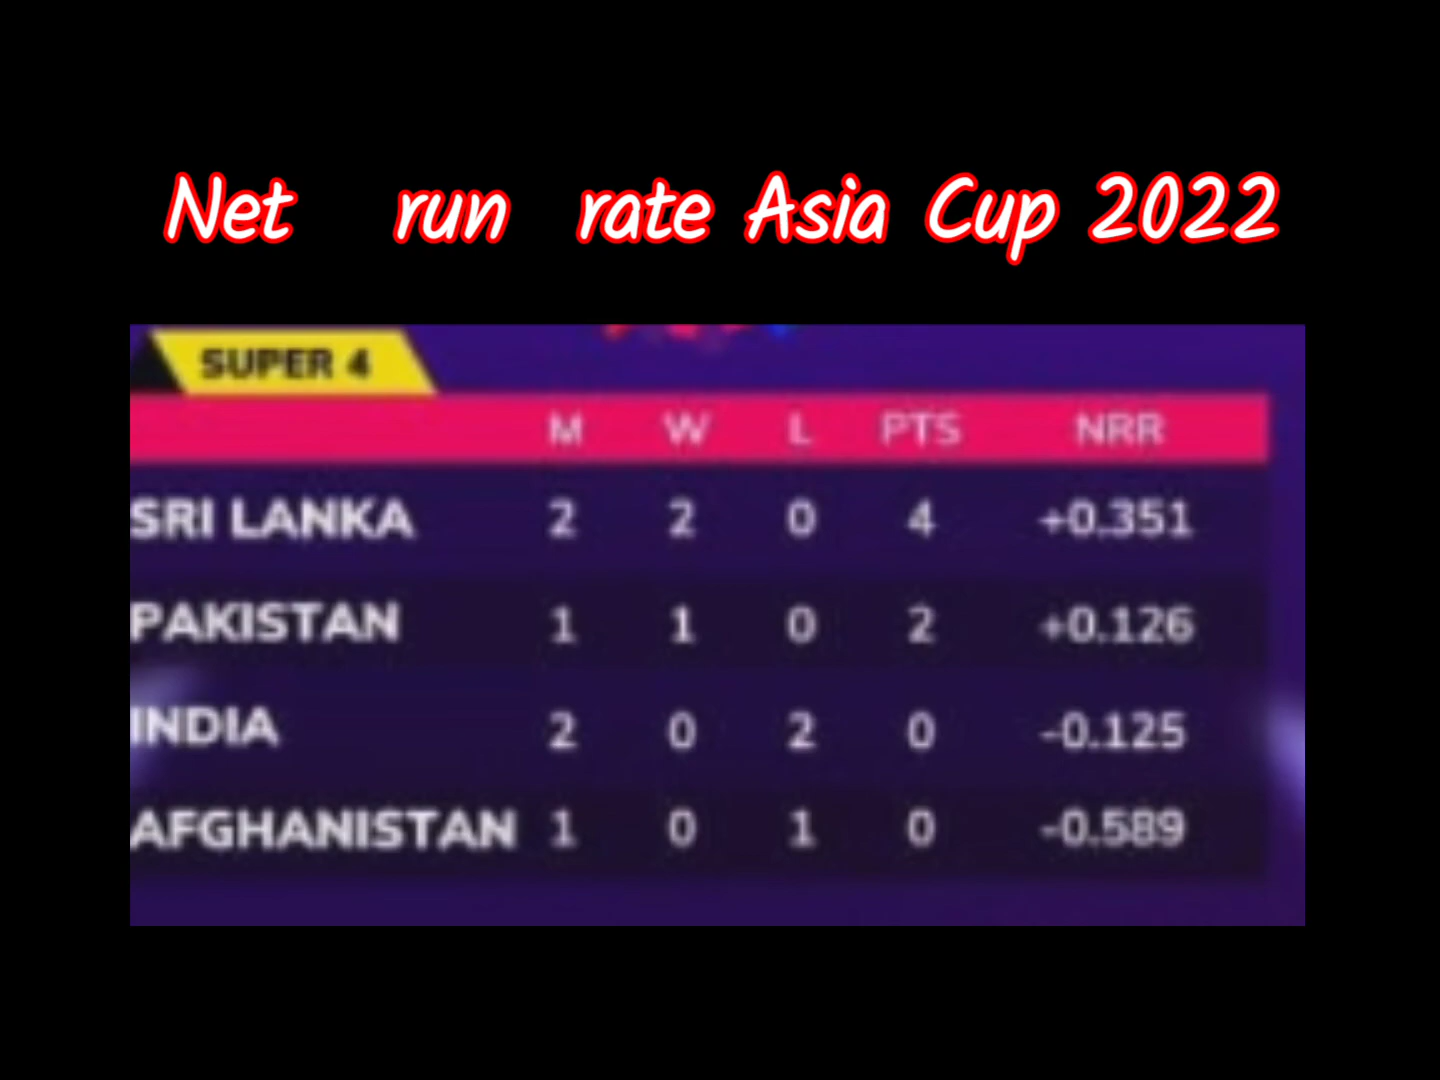 Net run rate Asia Cup 2022
SUPER 4
M W L PTS NRR
SRI LANKA 2 2 0 4 +0.351
PAKISTAN 1 1 0 2 +0.126
INDIA 2 0 2 0 -0.125
AFGHANISTAN 1 0 1 0 -0.589